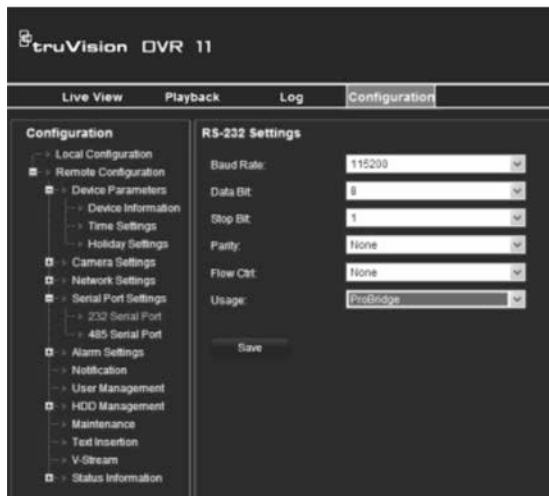 truVision DVR 11
Live View Playback Log Configuration
Configuration
Local Configuration
Remote Configuration
Device Parameters
Device Information
Time Settings
Holiday Settings
Camera Settings
Network Settings
Serial Port Settings
232 Serial Port
485 Serial Port
Alarm Settings
Notification
User Management
HDD Management
Maintenance
Text Insertion
V-Stream
Status Information
RS-232 Settings
Baud Rate: 115200
Data Bit: 8
Stop Bit: 1
Parity: None
Flow Ctrl: None
Usage: ProBridge
Save